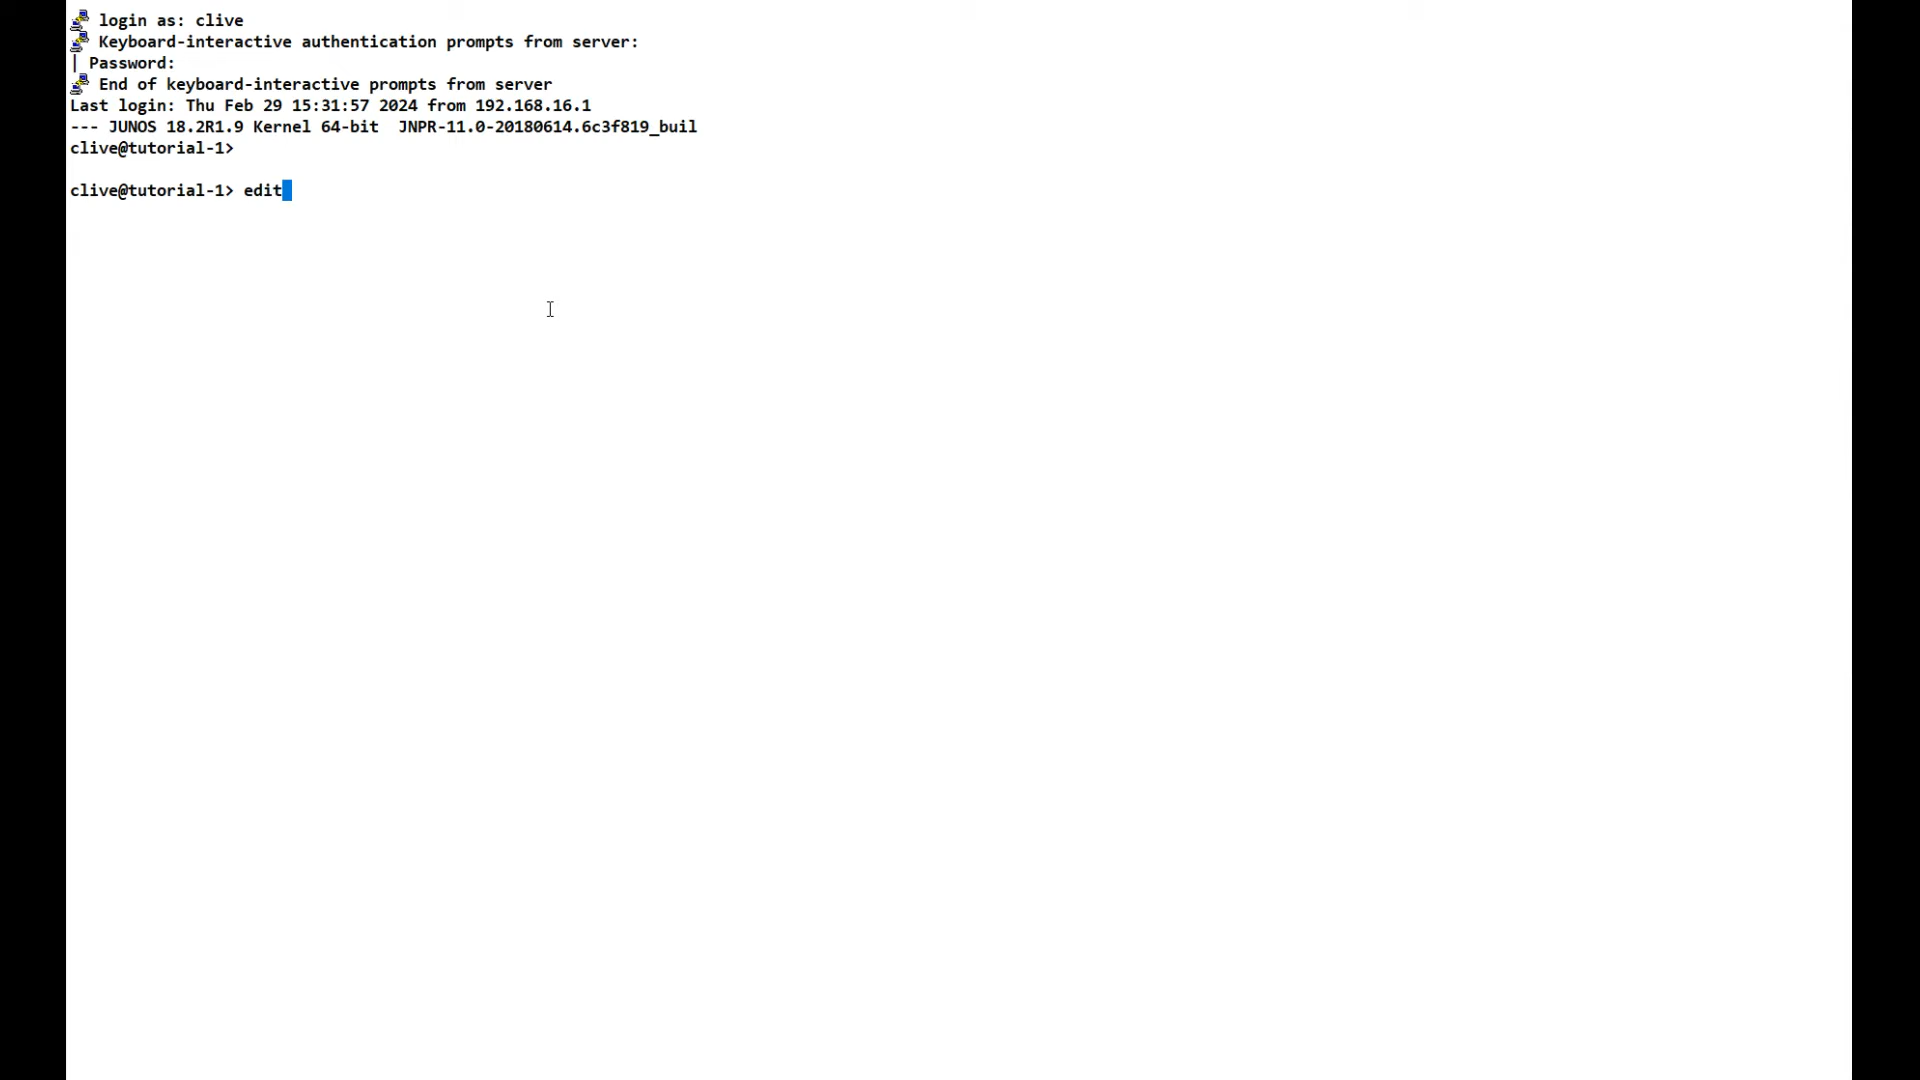 login as: clive
Keyboard-interactive authentication prompts from server:
| Password:
End of keyboard-interactive prompts from server
Last login: Thu Feb 29 15:31:57 2024 from 192.168.16.1
--- JUNOS 18.2R1.9 Kernel 64-bit  JNPR-11.0-20180614.6c3f819_buil
clive@tutorial-1>
clive@tutorial-1> edit